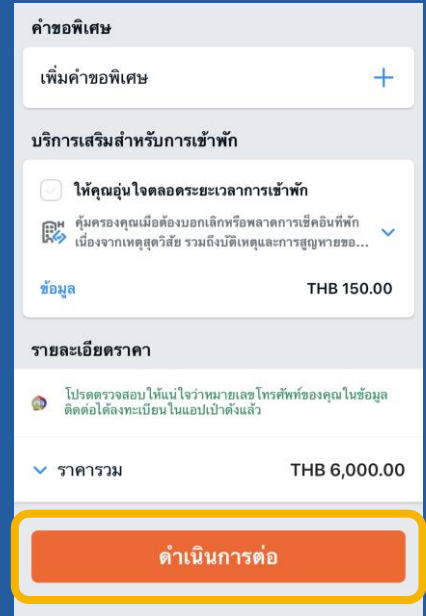 คำขอพิเศษ
เพิ่มคำขอพิเศษ
บริการเสริมสำหรับการเข้าพัก
ให้คุณอุ่นใจตลอดระยะเวลาการเข้าพัก
คุ้มครองคุณเมื่อต้องบอกเลิกหรือพลาดการเช็คอินที่พัก
เนื่องจากเหตุสุดวิสัย รวมถึงบัติเหตุและการสูญหายขอ...
ข้อมูล THB 150.00
รายละเอียดราคา
โปรดตรวจสอบให้แน่ใจว่าหมายเลขโทรศัพท์ของคุณในข้อมูล
ติดต่อได้ลงทะเบียนในแอปเป๋าตังแล้ว
ราคารวม THB 6,000.00
ดำเนินการต่อ